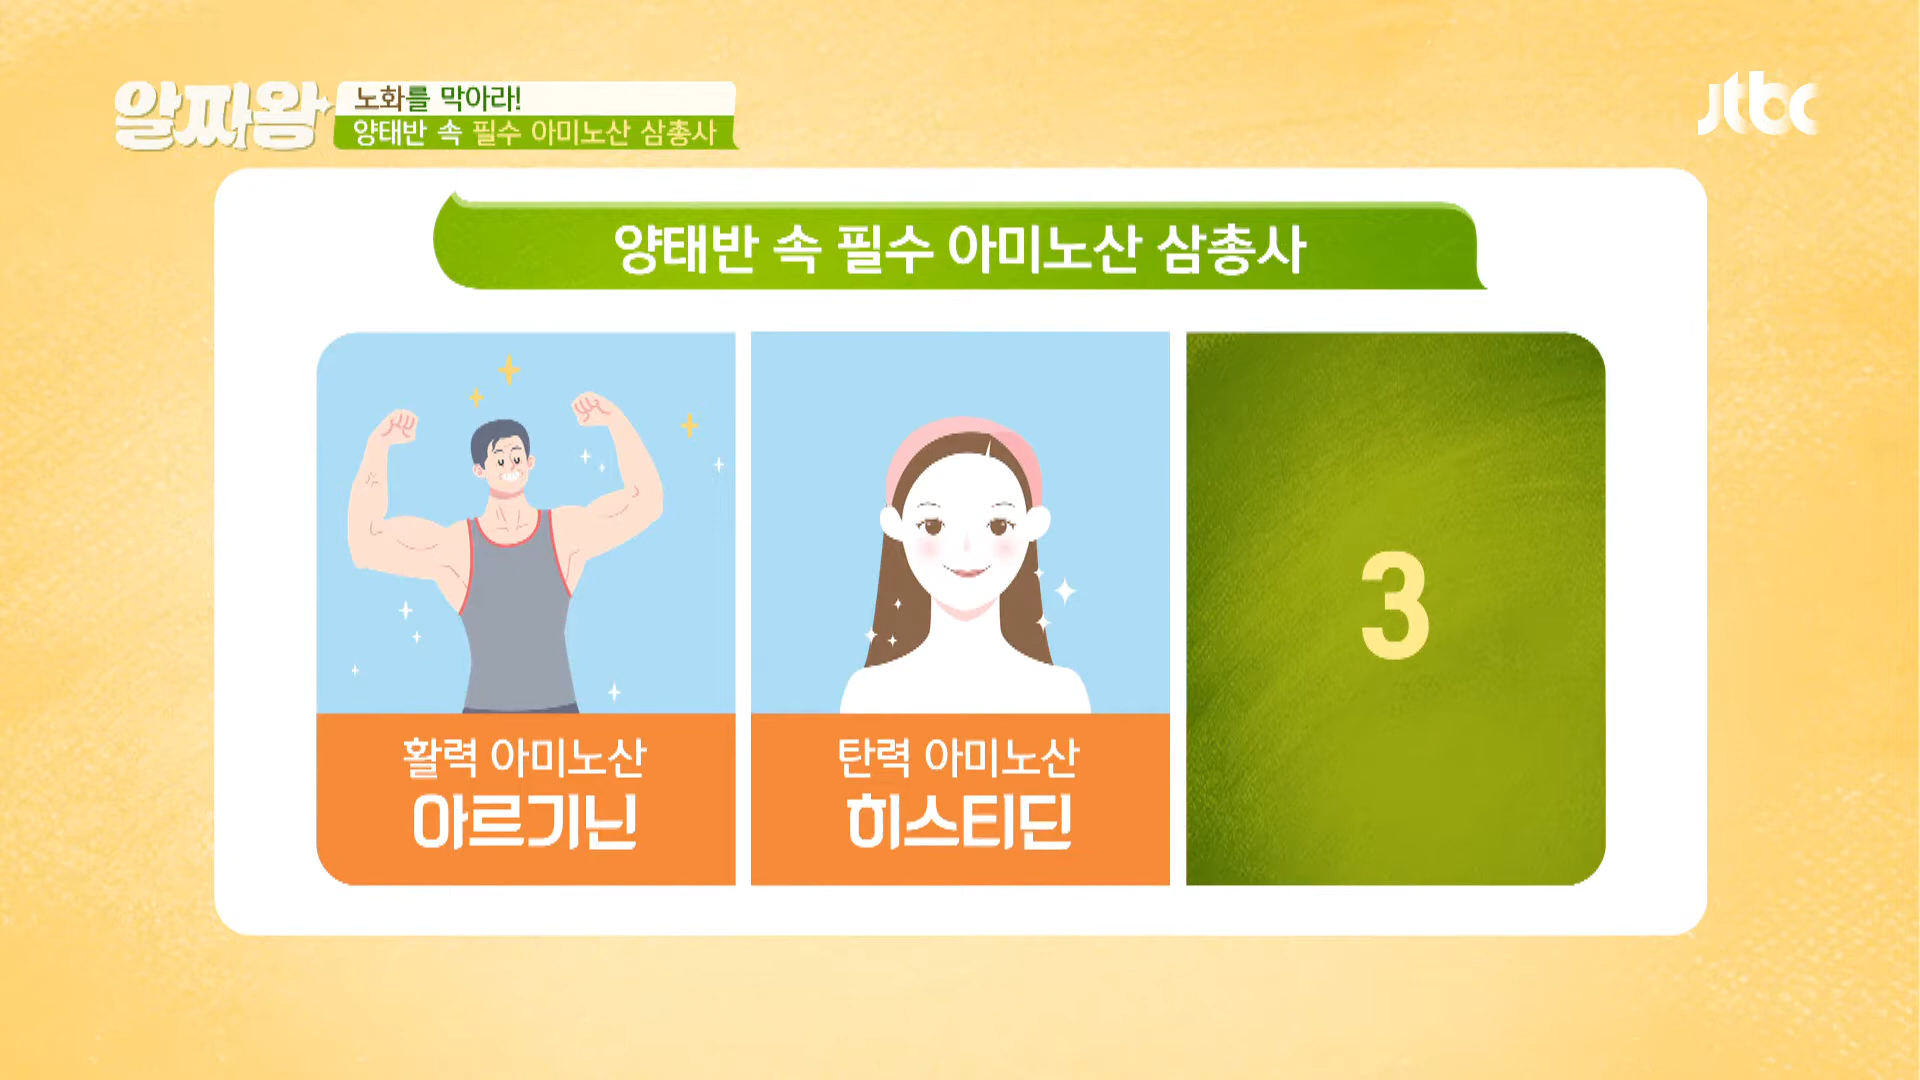 알짜왕
노화를 막아라!
양태반 속 필수 아미노산 삼총사
jtbc
양태반 속 필수 아미노산 삼총사
활력 아미노산
아르기닌
탄력 아미노산
히스티딘
3